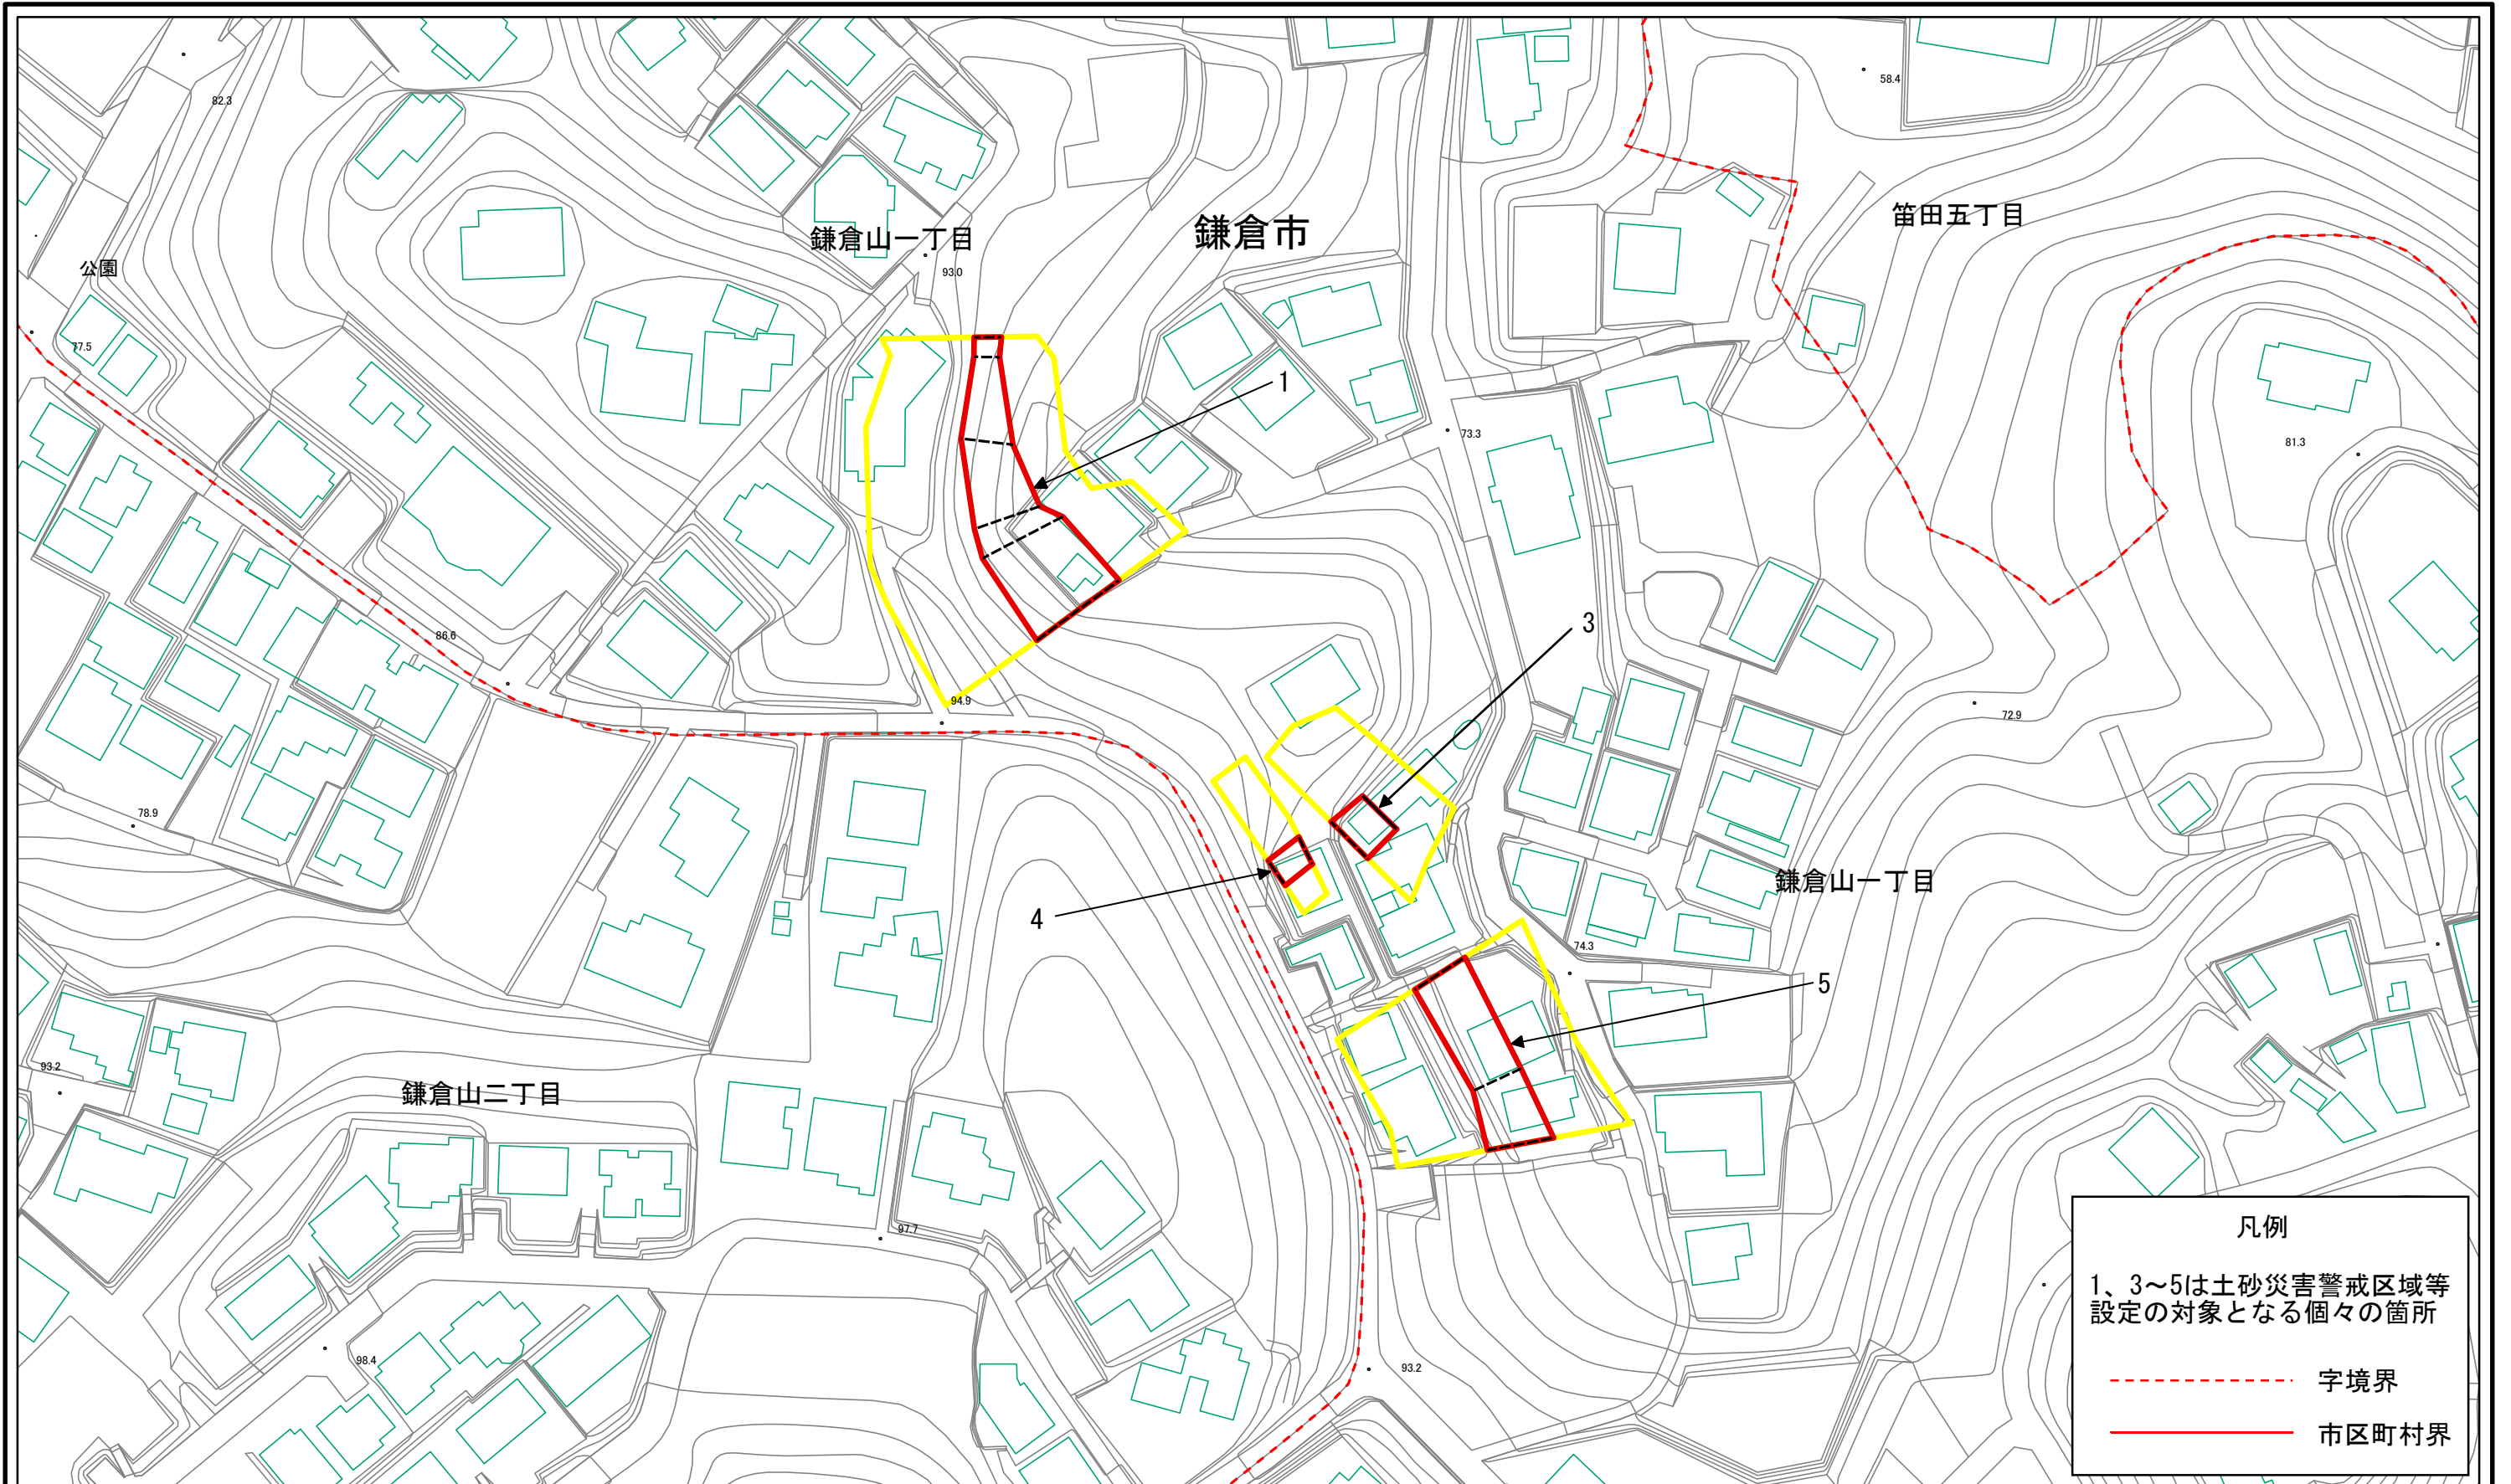 82.3
58.4
鎌倉市
笛田五丁目
鎌倉山一丁目
公園
93.0
77.5
1
73.3
81.3
3
86.6
94.9
72.9
78.9
鎌倉山一丁目
4
74.3
5
93.2
鎌倉山二丁目
97.7
98.4
93.2
凡例
1、3～5は土砂災害警戒区域等
設定の対象となる個々の箇所
字境界
市区町村界